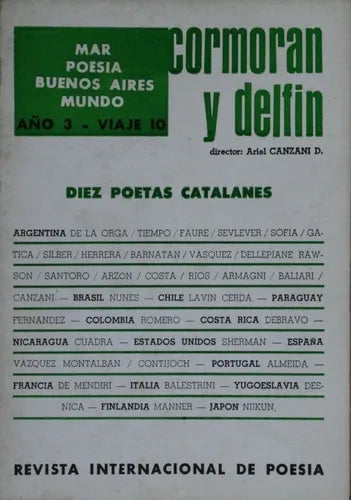 MAR
POESIA
BUENOS AIRES
MUNDO
AÑO 3 - VIAJE 10
cormoran
y delfin
director: Ariel CANZANI D.
DIEZ POETAS CATALANES
ARGENTINA DE LA ORGA / TIEMPO / FAURE / SEVLEVER / SOFIA / GA-
TICA / SILBER / HERRERA / BARNATAN / VASQUEZ / DELLEPIANE RAW-
SON / SANTORO / ARZON / COSTA / RIOS / ARMAGNI / BALIARI /
CANZANI — BRASIL NUNES — CHILE LAVIN CERDA — PARAGUAY
FERNANDEZ — COLOMBIA ROMERO — COSTA RICA DEBRAVO —
NICARAGUA CUADRA — ESTADOS UNIDOS SHERMAN — ESPAÑA
VÁZQUEZ MONTALBAN / CONTIJOCH — PORTUGAL ALMEIDA —
FRANCIA DE MENDIRI — ITALIA BALESTRINI — YUGOESLAVIA DES-
NICA — FINLANDIA MANNER — JAPON NIIKUN.
REVISTA INTERNACIONAL DE POESIA